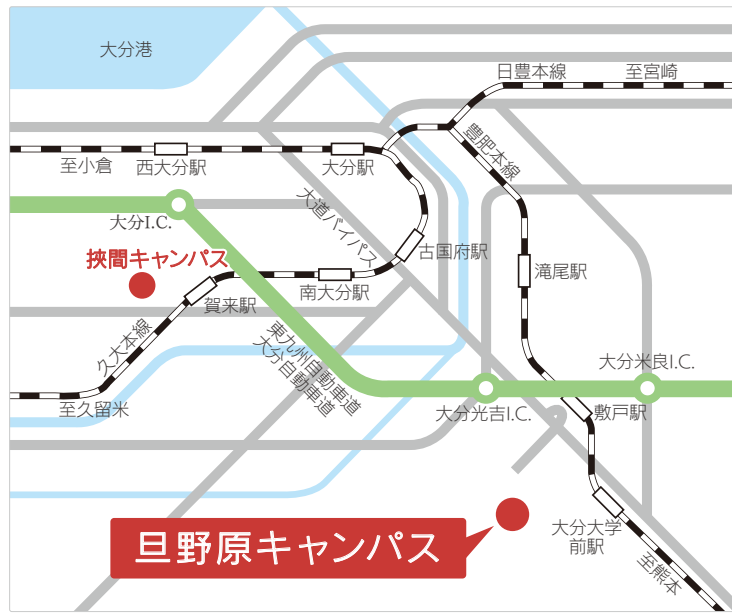 大分港
日豊本線
至宮崎
豊肥本線
至小倉
西大分駅
大分駅
大道バイパス
大分I.C.
古国府駅
挾間キャンパス
滝尾駅
賀来駅
南大分駅
久大本線
東九州自動車道
大分自動車道
大分米良I.C.
至久留米
大分光吉I.C.
敷戸駅
旦野原キャンパス
大分大学
前駅
至熊本